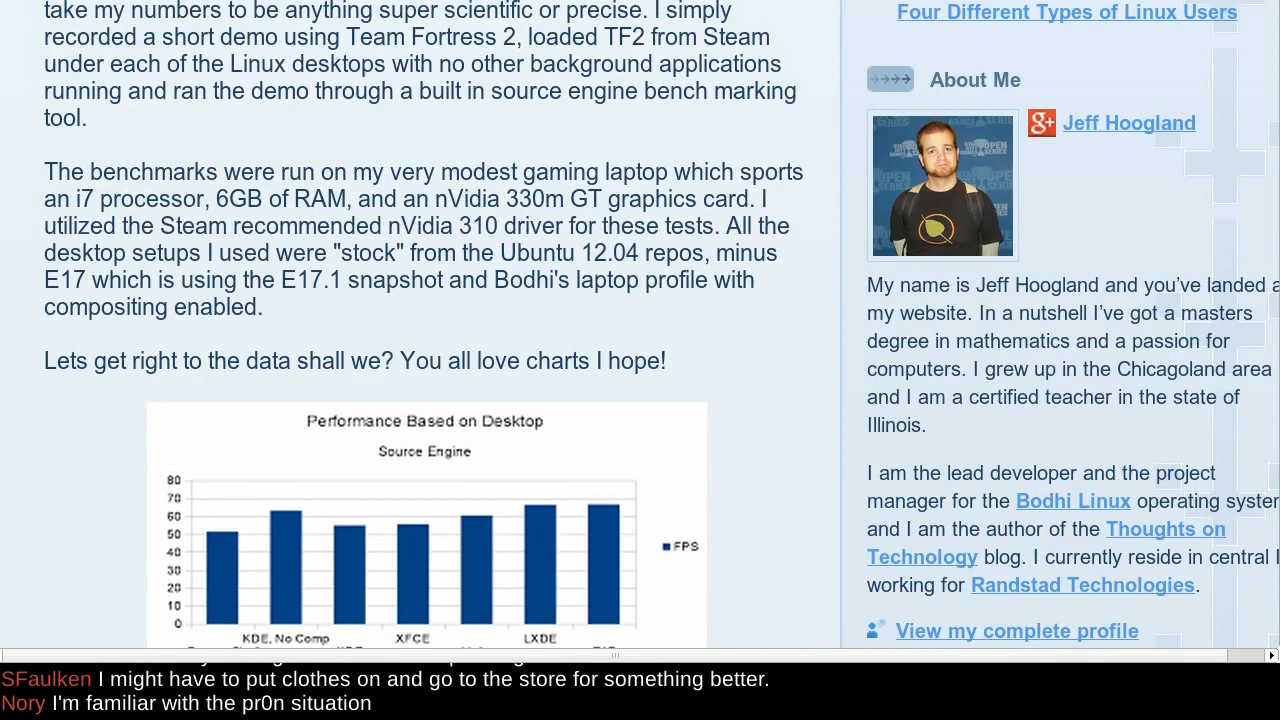 take my numbers to be anything super scientific or precise. I simply
recorded a short demo using Team Fortress 2, loaded TF2 from Steam
under each of the Linux desktops with no other background applications
running and ran the demo through a built in source engine bench marking
tool.
The benchmarks were run on my very modest gaming laptop which sports
an i7 processor, 6GB of RAM, and an nVidia 330m GT graphics card. I
utilized the Steam recommended nVidia 310 driver for these tests. All the
desktop setups I used were "stock" from the Ubuntu 12.04 repos, minus
E17 which is using the E17.1 snapshot and Bodhi's laptop profile with
compositing enabled.
Lets get right to the data shall we? You all love charts I hope!
Performance Based on Desktop
Source Engine
80
70
60
50
40
30
20
10
0
FPS
KDE, No Comp
XFCE
LXDE
Four Different Types of Linux Users
About Me
g+ Jeff Hoogland
My name is Jeff Hoogland and you've landed
my website. In a nutshell I've got a masters
degree in mathematics and a passion for
computers. I grew up in the Chicagoland area
and I am a certified teacher in the state of
Illinois.
I am the lead developer and the project
manager for the Bodhi Linux operating
and I am the author of the Thoughts on
Technology blog. I currently reside in central
working for Randstad Technologies.
View my complete profile
SFaulken I might have to put clothes on and go to the store for something better.
Nory I'm familiar with the pr0n situation